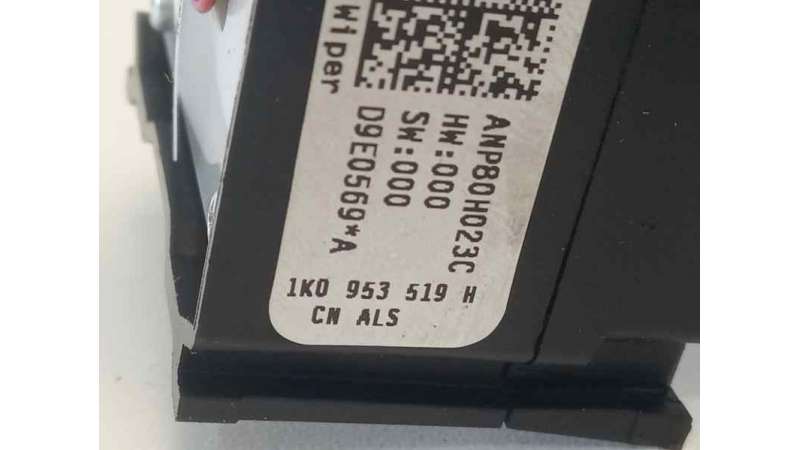 Wiper
ANP80H023C
HW:000
SW:000
D9E0569*A
1K0 953 519 H
CN ALS